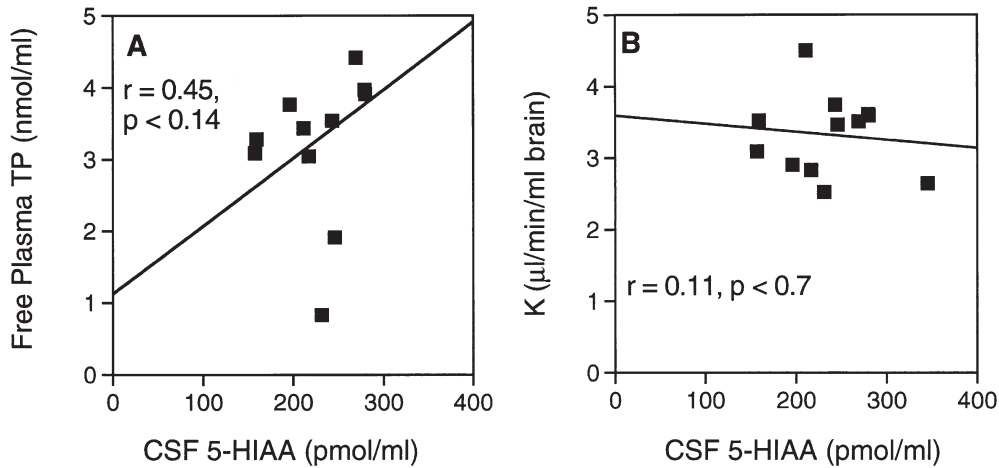 A
r = 0.45,
p < 0.14
Free Plasma TP (nmol/ml)
5
4
3
2
1
0
0 100 200 300 400
CSF 5-HIAA (pmol/ml)
B
r = 0.11, p < 0.7
K (μl/min/ml brain)
5
4
3
2
1
0
0 100 200 300 400
CSF 5-HIAA (pmol/ml)